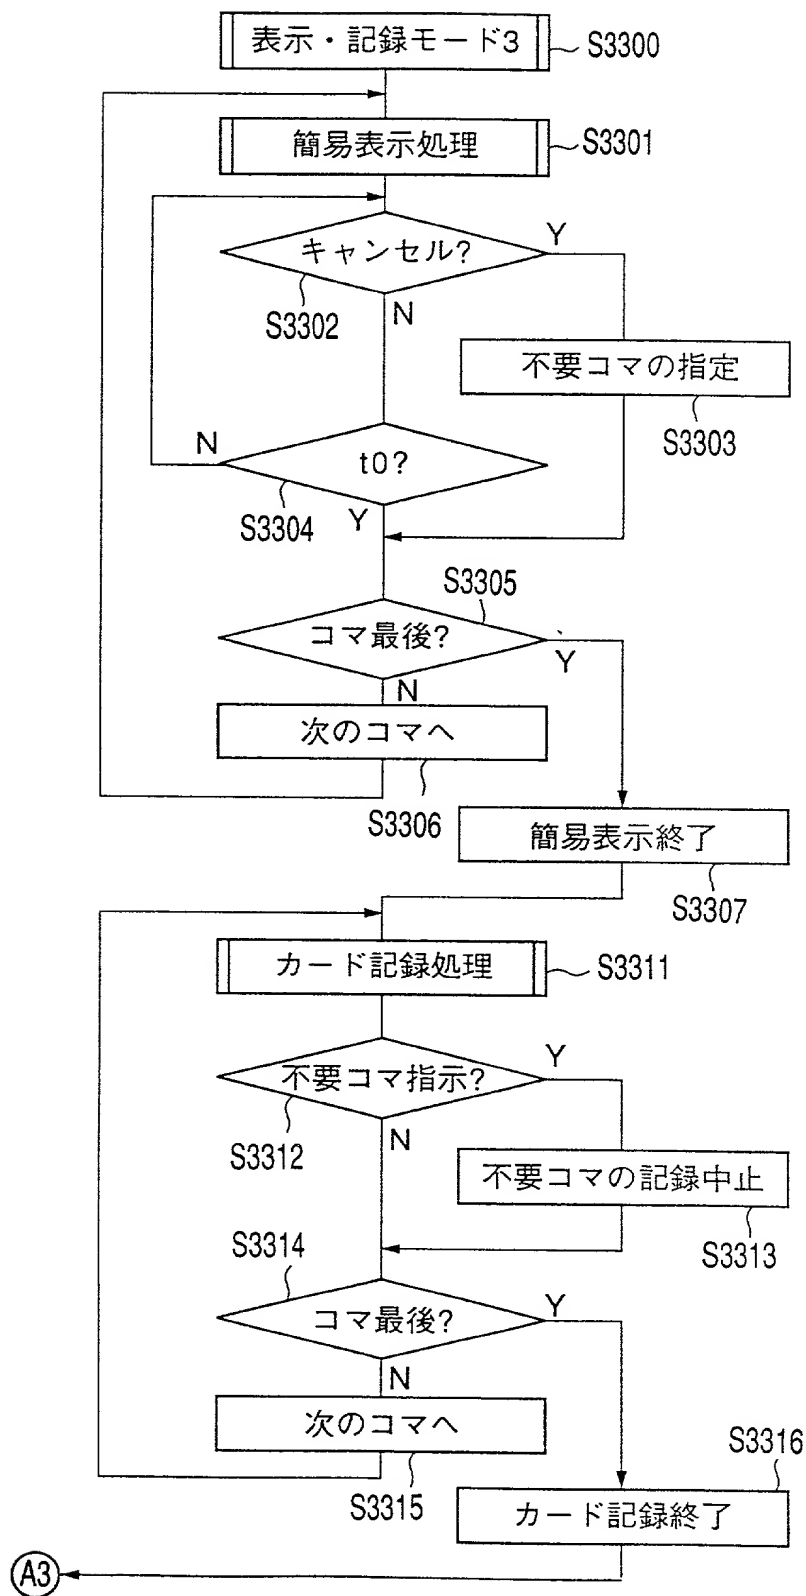 表示・記録モード3
S3300
簡易表示処理
S3301
キャンセル?
Y
S3302
N
不要コマの指定
S3303
N
t0?
S3304
Y
S3305
コマ最後?
Y
N
次のコマへ
S3306
簡易表示終了
S3307
カード記録処理
S3311
不要コマ指示?
Y
S3312
N
不要コマの記録中止
S3313
S3314
コマ最後?
Y
N
次のコマへ
S3315
S3316
カード記録終了
A3